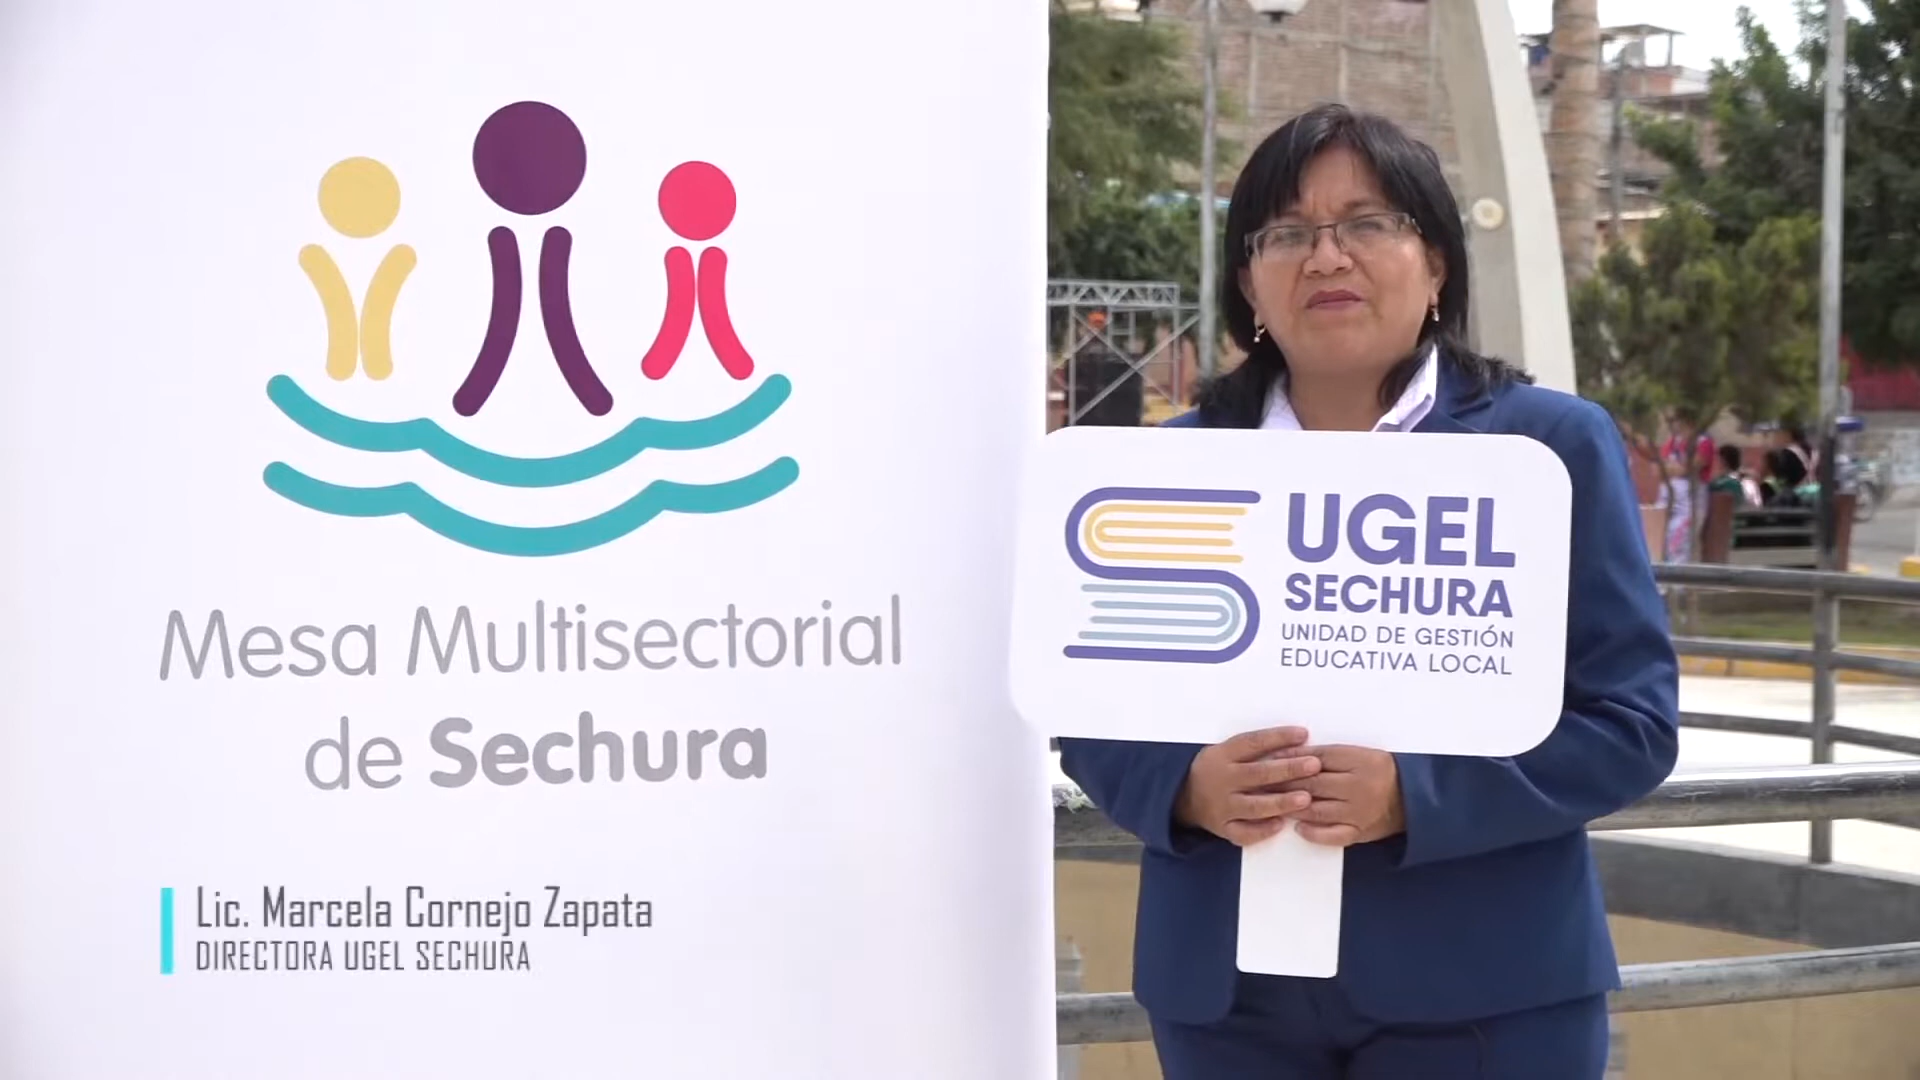 Mesa Multisectorial
de Sechura
Lic. Marcela Cornejo Zapata
DIRECTORA UGEL SECHURA
UGEL
SECHURA
UNIDAD DE GESTIÓN
EDUCATIVA LOCAL